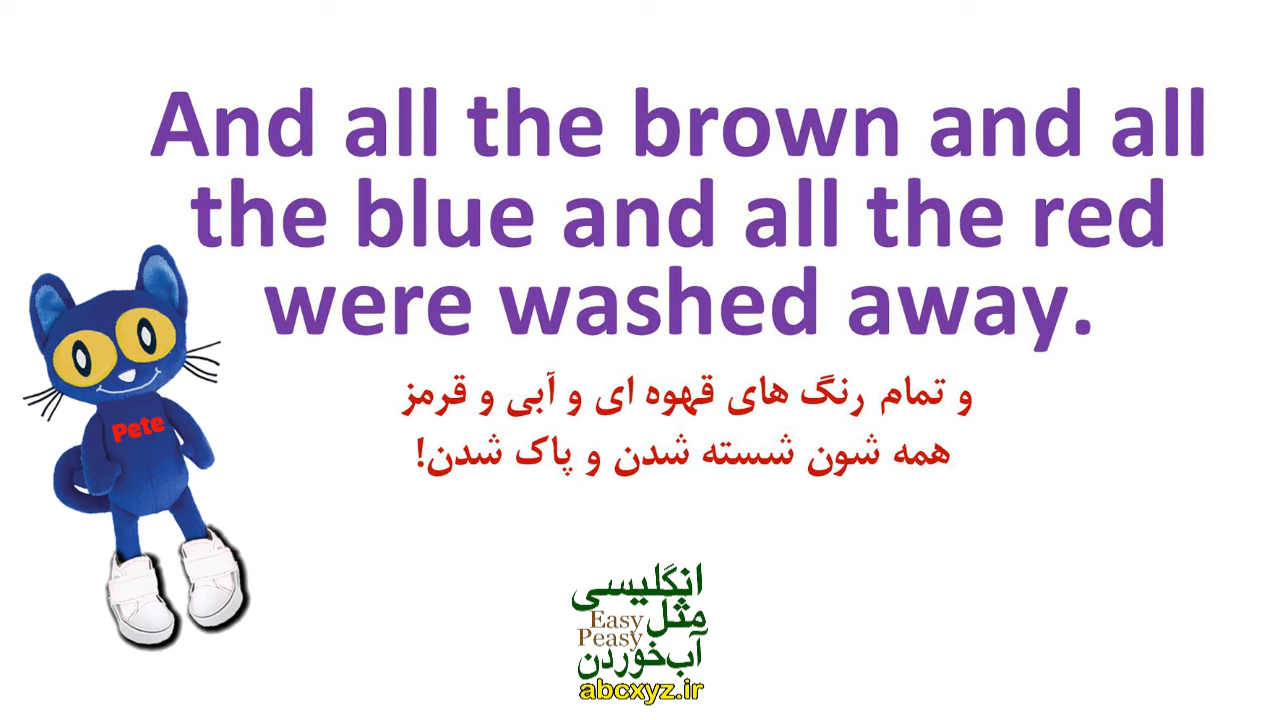 And all the brown and all
the blue and all the red
were washed away.
و تمام رنگ های قهوه ای و آبی و قرمز
همه شون شسته شدن و پاک شدن!
Pete
انگلیسی
مثل
Easy
Peasy
آب‌خوردن
abcxyz.ir